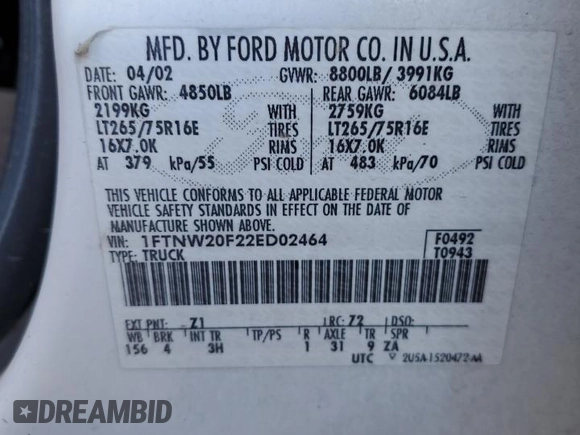 MFD. BY FORD MOTOR CO. IN U.S.A.
DATE: 04/02 GVWR: 8800LB/ 3991KG
FRONT GAWR: 4850LB REAR GAWR: 6084LB
2199KG WITH 2759KG WITH
LT265/75R16E TIRES LT265/75R16E TIRES
16X7.0K RIMS 16X7.0K RIMS
AT 379 kPa/55 PSI COLD AT 483 kPa/70 PSI COLD
THIS VEHICLE CONFORMS TO ALL APPLICABLE FEDERAL MOTOR
VEHICLE SAFETY STANDARDS IN EFFECT ON THE DATE OF
MANUFACTURE SHOWN ABOVE.
VIN: 1FTNW20F22ED02464 F0492
TYPE: TRUCK T0943
EXT PNT: Z1 RC: 72 DSO:
WB BRK INT TR TP/PS R AXLE TR SPR
156 4 3H 1 31 9 ZA
UTC 2U5A-1520472-AA
DREAMBID